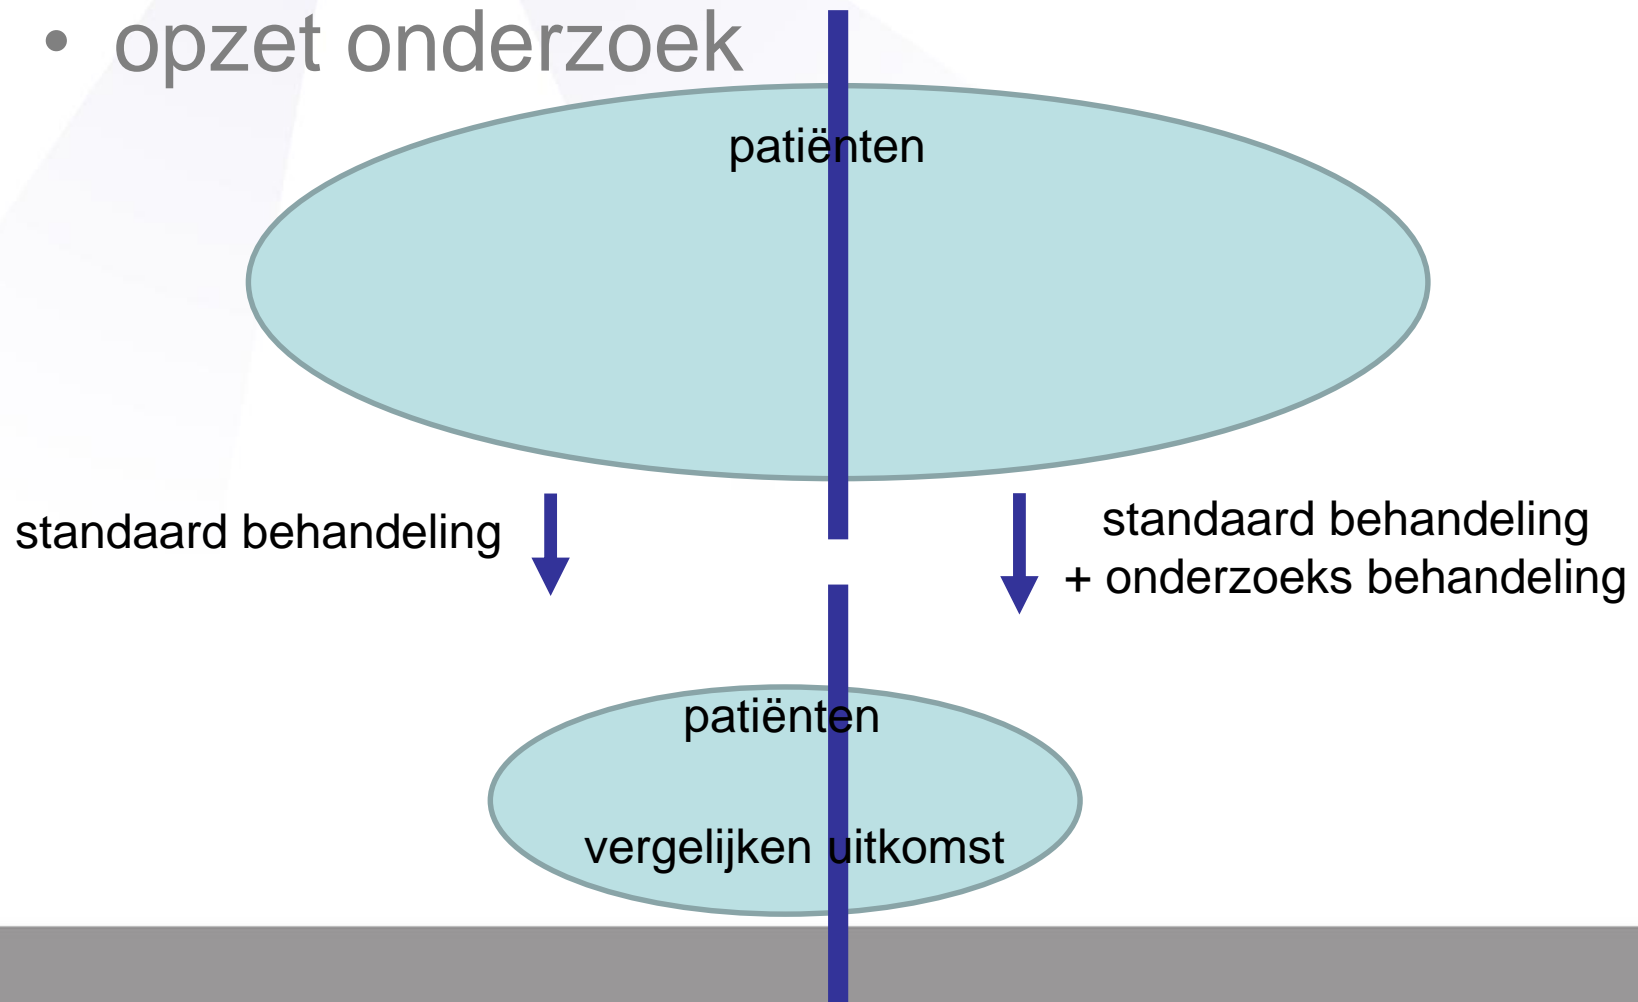 • opzet onderzoek
patiënten
standaard behandeling
standaard behandeling
+ onderzoeks behandeling
patiënten
vergelijken uitkomst